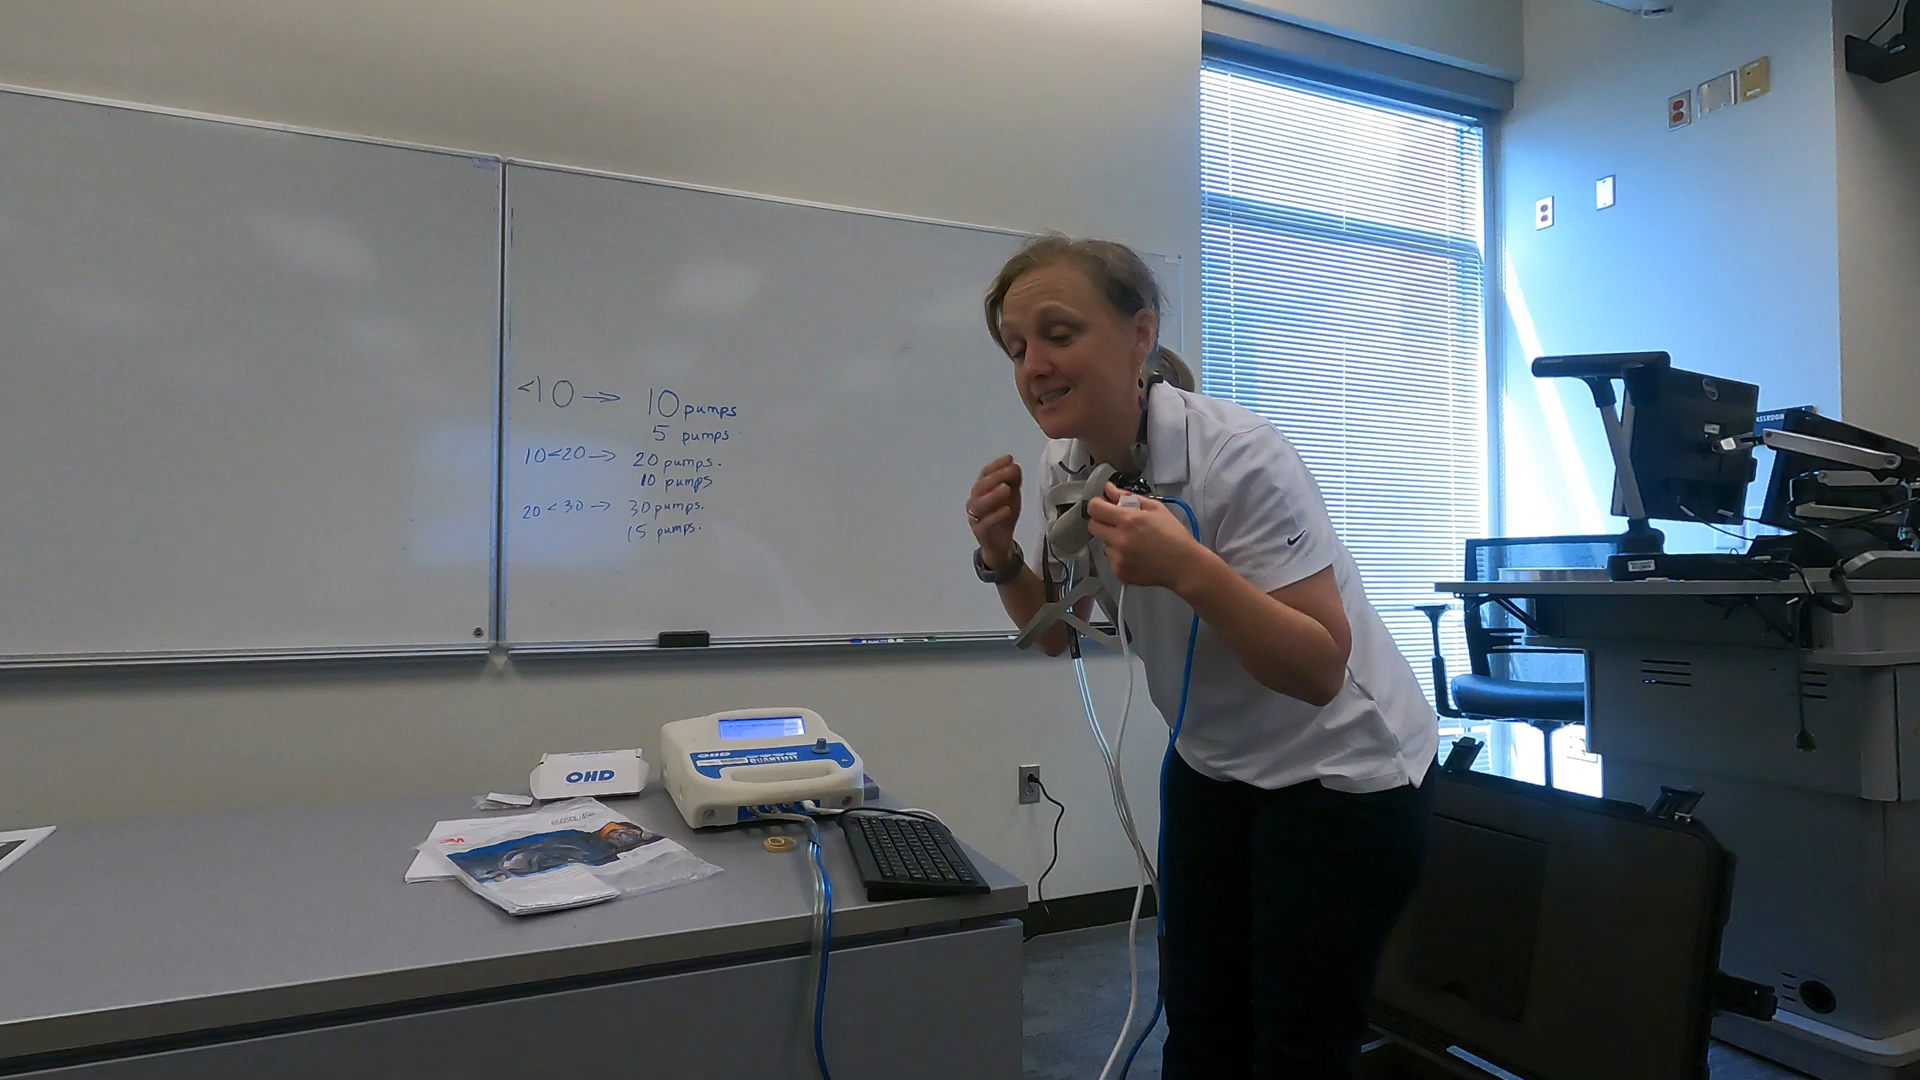 <10 → 10 pumps
5 pumps
10<20 → 20 pumps.
10 pumps
20 < 30 → 30 pumps.
15 pumps.
OHD
OHD
QUANTIFIT
3M